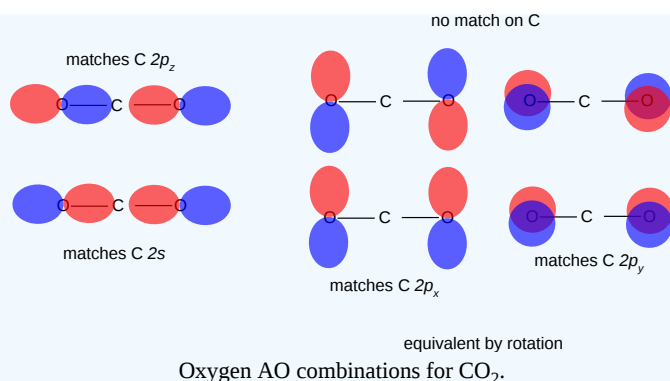 no match on C
matches C 2pz
O C O
O C O
O C O
O C O
O C O
O C O
matches C 2s
matches C 2px
matches C 2py
equivalent by rotation
Oxygen AO combinations for CO₂.